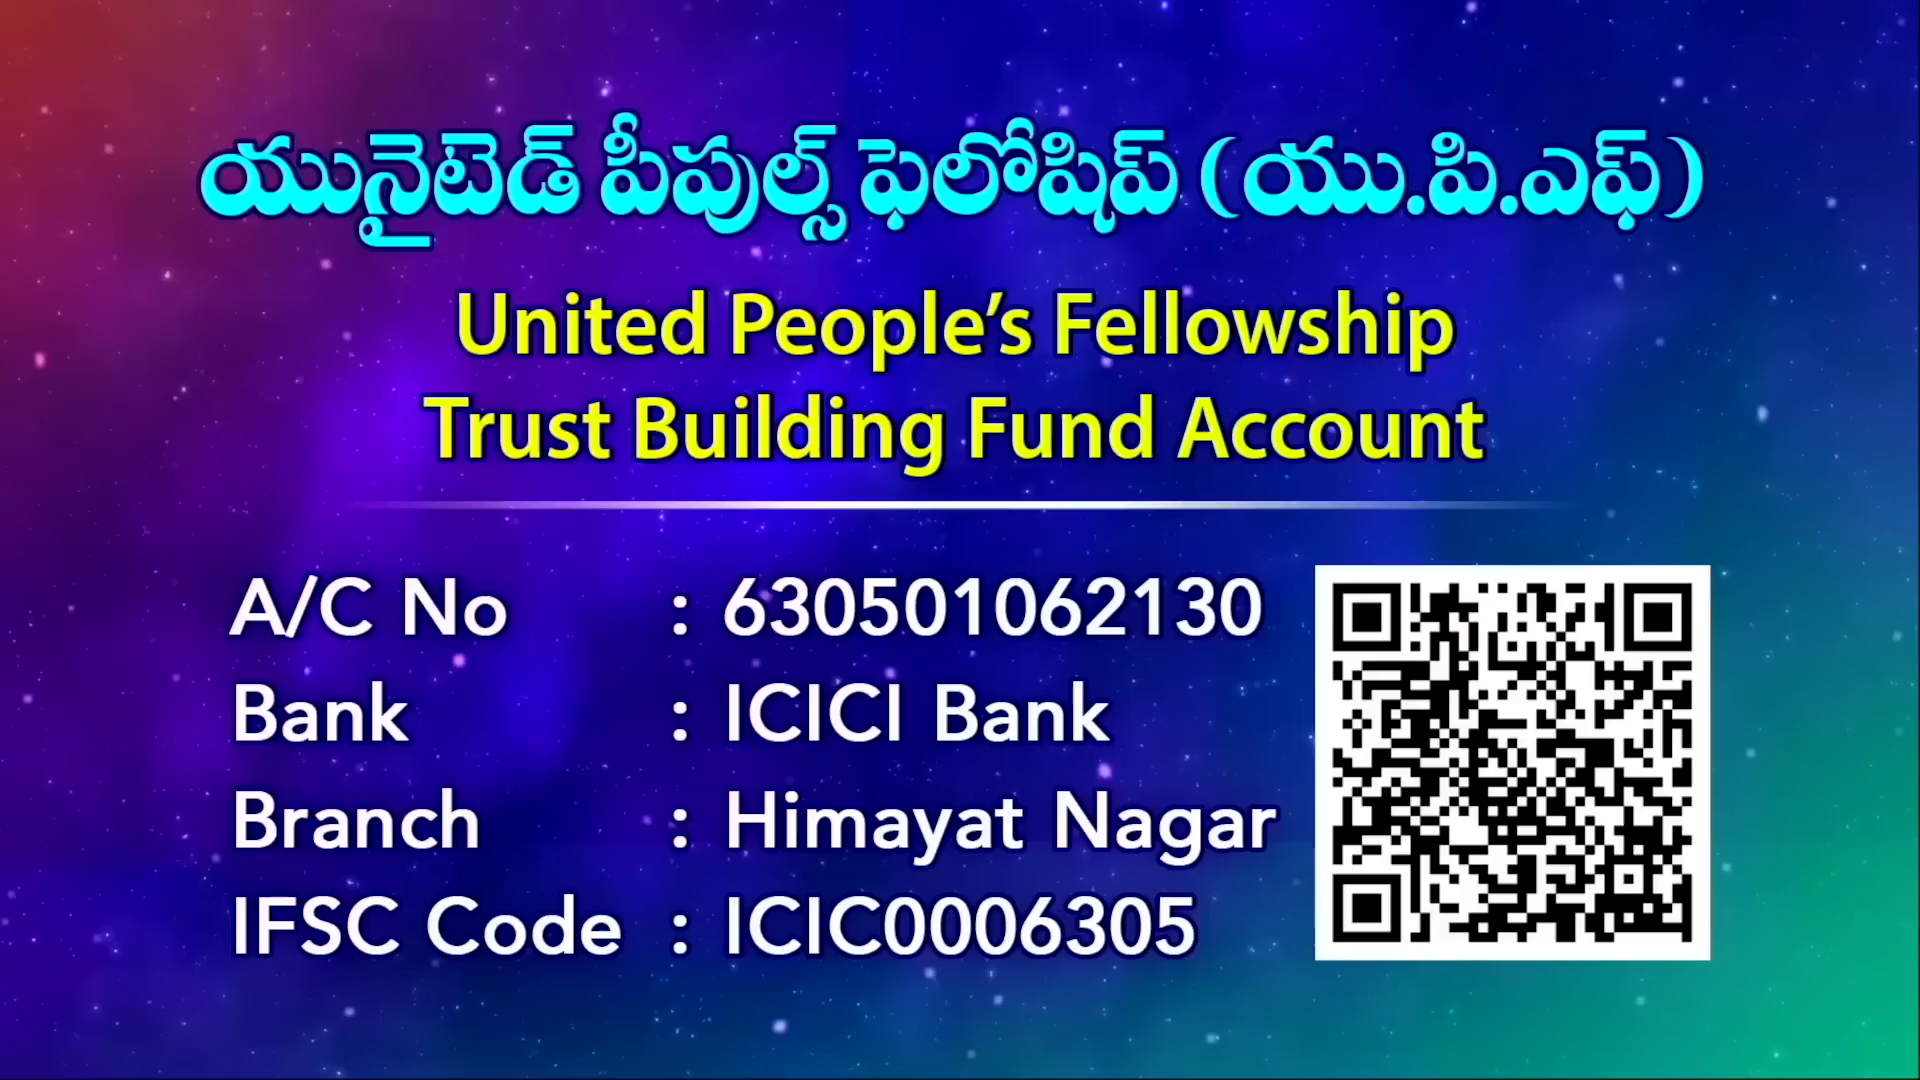 యునైటెడ్ పీపుల్స్ ఫెలోషిప్ (యు.పి.ఎఫ్)
United People’s Fellowship
Trust Building Fund Account
A/C No : 630501062130
Bank : ICICI Bank
Branch : Himayat Nagar
IFSC Code : ICIC0006305